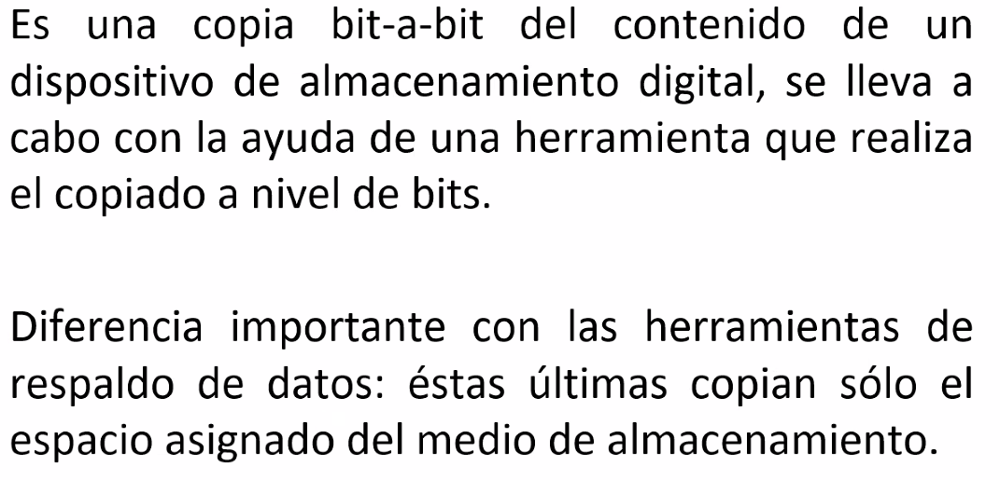 Es una copia bit-a-bit del contenido de un
dispositivo de almacenamiento digital, se lleva a
cabo con la ayuda de una herramienta que realiza
el copiado a nivel de bits.
Diferencia importante con las herramientas de
respaldo de datos: éstas últimas copian sólo el
espacio asignado del medio de almacenamiento.